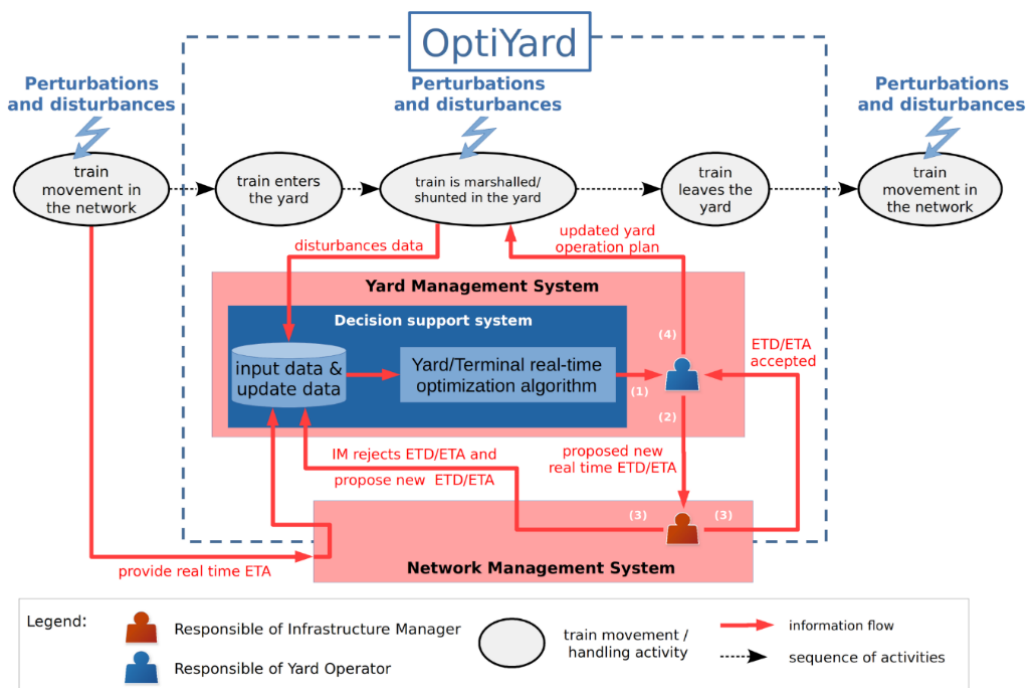 OptiYard
Perturbations
and disturbances
Perturbations
and disturbances
Perturbations
and disturbances
train
movement in
the network
train enters
the yard
train is marshalled/
shunted in the yard
train
leaves the
yard
train
movement in
the network
disturbances data
updated yard
operation plan
Yard Management System
Decision support system
input data &
update data
Yard/Terminal real-time
optimization algorithm
(1)
(4)
(2)
ETD/ETA
accepted
IM rejects ETD/ETA and
propose new ETD/ETA
proposed new
real time ETD/ETA
(3)
(3)
provide real time ETA
Network Management System
Legend:
Responsible of Infrastructure Manager
Responsible of Yard Operator
train movement /
handling activity
information flow
sequence of activities